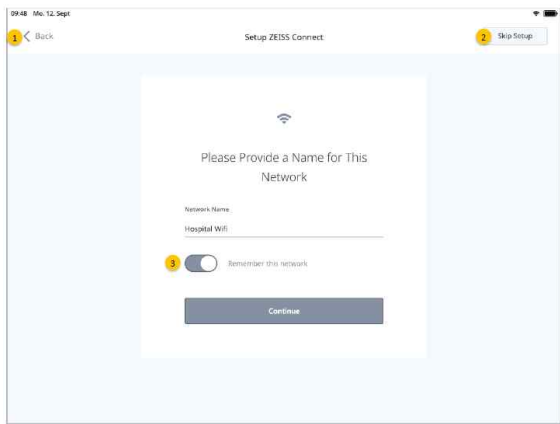 09:48 Mo. 12. Sept
1 Back
Setup ZEISS Connect
2 Skip Setup
Please Provide a Name for This
Network
Network Name
Hospital Wifi
3 Remember this network
Continue